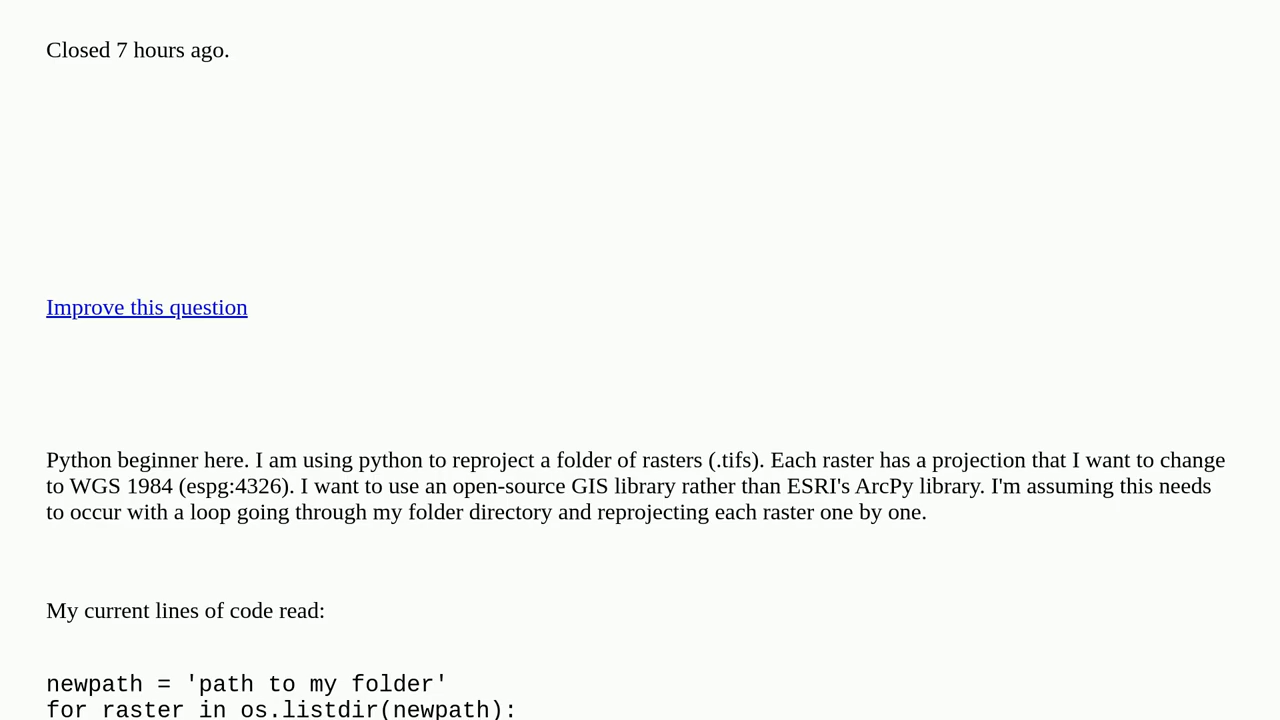 Closed 7 hours ago.
Improve this question
Python beginner here. I am using python to reproject a folder of rasters (.tifs). Each raster has a projection that I want to change
to WGS 1984 (espg:4326). I want to use an open-source GIS library rather than ESRI's ArcPy library. I'm assuming this needs
to occur with a loop going through my folder directory and reprojecting each raster one by one.
My current lines of code read:
newpath = 'path to my folder'
for raster in os.listdir(newpath):